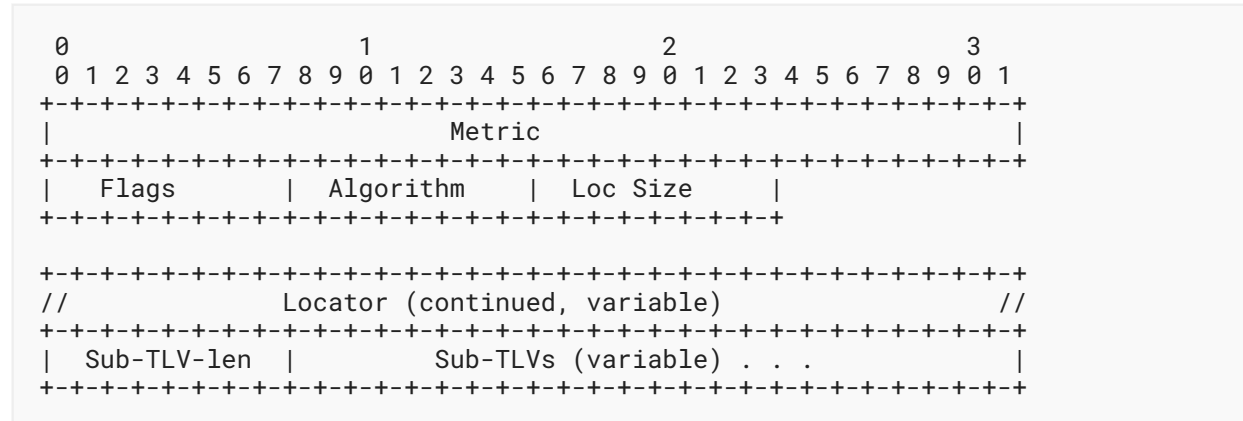 0                   1                   2                   3
 0 1 2 3 4 5 6 7 8 9 0 1 2 3 4 5 6 7 8 9 0 1 2 3 4 5 6 7 8 9 0 1
+-+-+-+-+-+-+-+-+-+-+-+-+-+-+-+-+-+-+-+-+-+-+-+-+-+-+-+-+-+-+-+-+
|                          Metric                               |
+-+-+-+-+-+-+-+-+-+-+-+-+-+-+-+-+-+-+-+-+-+-+-+-+-+-+-+-+-+-+-+-+
|   Flags       |  Algorithm    |  Loc Size     |
+-+-+-+-+-+-+-+-+-+-+-+-+-+-+-+-+-+-+-+-+-+-+-+-+

+-+-+-+-+-+-+-+-+-+-+-+-+-+-+-+-+-+-+-+-+-+-+-+-+-+-+-+-+-+-+-+-+
//              Locator (continued, variable)                  //
+-+-+-+-+-+-+-+-+-+-+-+-+-+-+-+-+-+-+-+-+-+-+-+-+-+-+-+-+-+-+-+-+
|  Sub-TLV-len  |         Sub-TLVs (variable) . . .             |
+-+-+-+-+-+-+-+-+-+-+-+-+-+-+-+-+-+-+-+-+-+-+-+-+-+-+-+-+-+-+-+-+